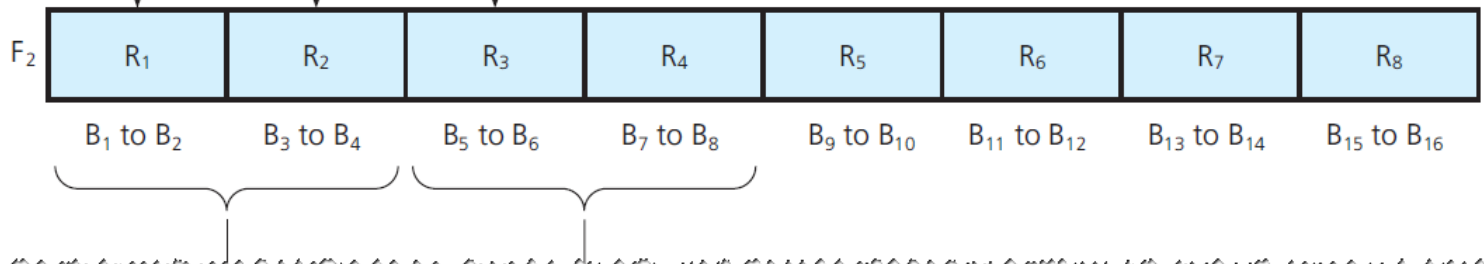 F₂ R₁ R₂ R₃ R₄ R₅ R₆ R₇ R₈
B₁ to B₂ B₃ to B₄ B₅ to B₆ B₇ to B₈ B₉ to B₁₀ B₁₁ to B₁₂ B₁₃ to B₁₄ B₁₅ to B₁₆